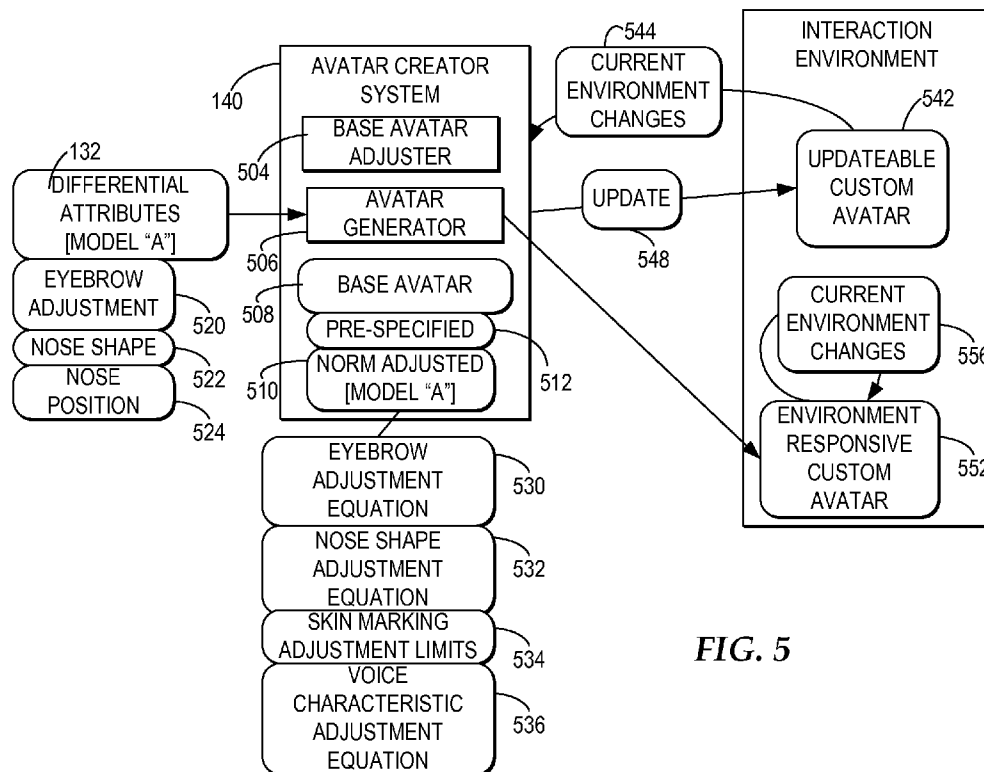 140
AVATAR CREATOR
SYSTEM
504
BASE AVATAR
ADJUSTER
506
AVATAR
GENERATOR
508
BASE AVATAR
PRE-SPECIFIED
512
510
NORM ADJUSTED
[MODEL “A”]
132
DIFFERENTIAL
ATTRIBUTES
[MODEL “A”]
EYEBROW
ADJUSTMENT
520
NOSE SHAPE
522
NOSE
POSITION
524
EYEBROW
ADJUSTMENT
EQUATION
530
NOSE SHAPE
ADJUSTMENT
EQUATION
532
SKIN MARKING
ADJUSTMENT LIMITS
534
VOICE
CHARACTERISTIC
ADJUSTMENT
EQUATION
536
544
CURRENT
ENVIRONMENT
CHANGES
UPDATE
548
INTERACTION
ENVIRONMENT
542
UPDATEABLE
CUSTOM
AVATAR
CURRENT
ENVIRONMENT
CHANGES
556
ENVIRONMENT
RESPONSIVE
CUSTOM
AVATAR
552
FIG. 5